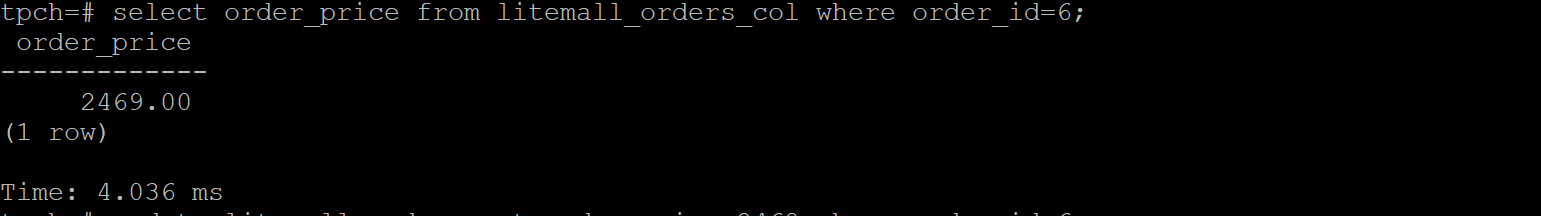 tpch=# select order_price from litemall_orders_col where order_id=6;
order_price
-------------
2469.00
(1 row)
Time: 4.036 ms